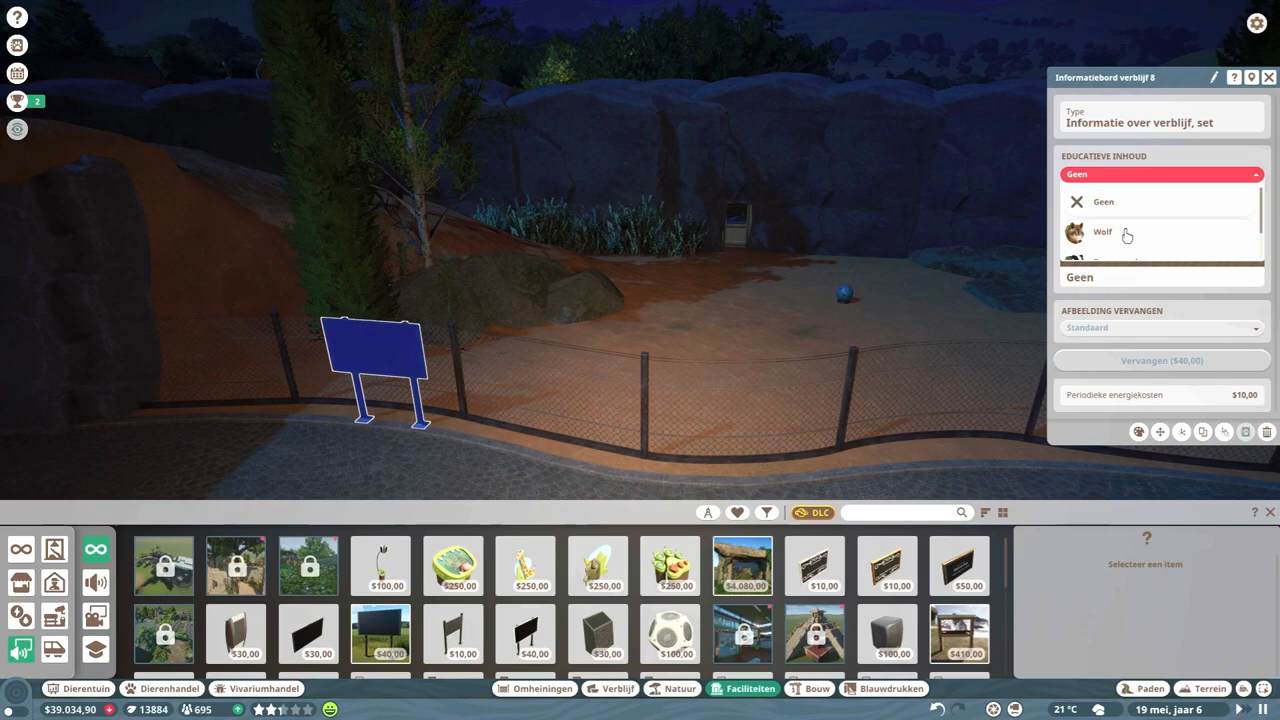 2
Informatiebord verblijf 8
Type
Informatie over verblijf, set
EDUCATIEVE INHOUD
Geen
Geen
Wolf
Geen
AFBEELDING VERVANGEN
Standaard
Vervangen ($40,00)
Periodieke energiekosten $10,00
DLC
$100,00 $250,00 $250,00 $250,00 $250,00 $4.080,00 $10,00 $10,00 $50,00
Selecteer een item
$30,00 $30,00 $40,00 $10,00 $40,00 $30,00 $100,00 $100,00 $410,00
Dierentuin Dierenhandel Vivariumhandel Omheiningen Verblijf Natuur Faciliteiten Bouw Blauwdrukken Paden Terrein
$39.034,90 13884 695 21 °C 19 mei, jaar 6